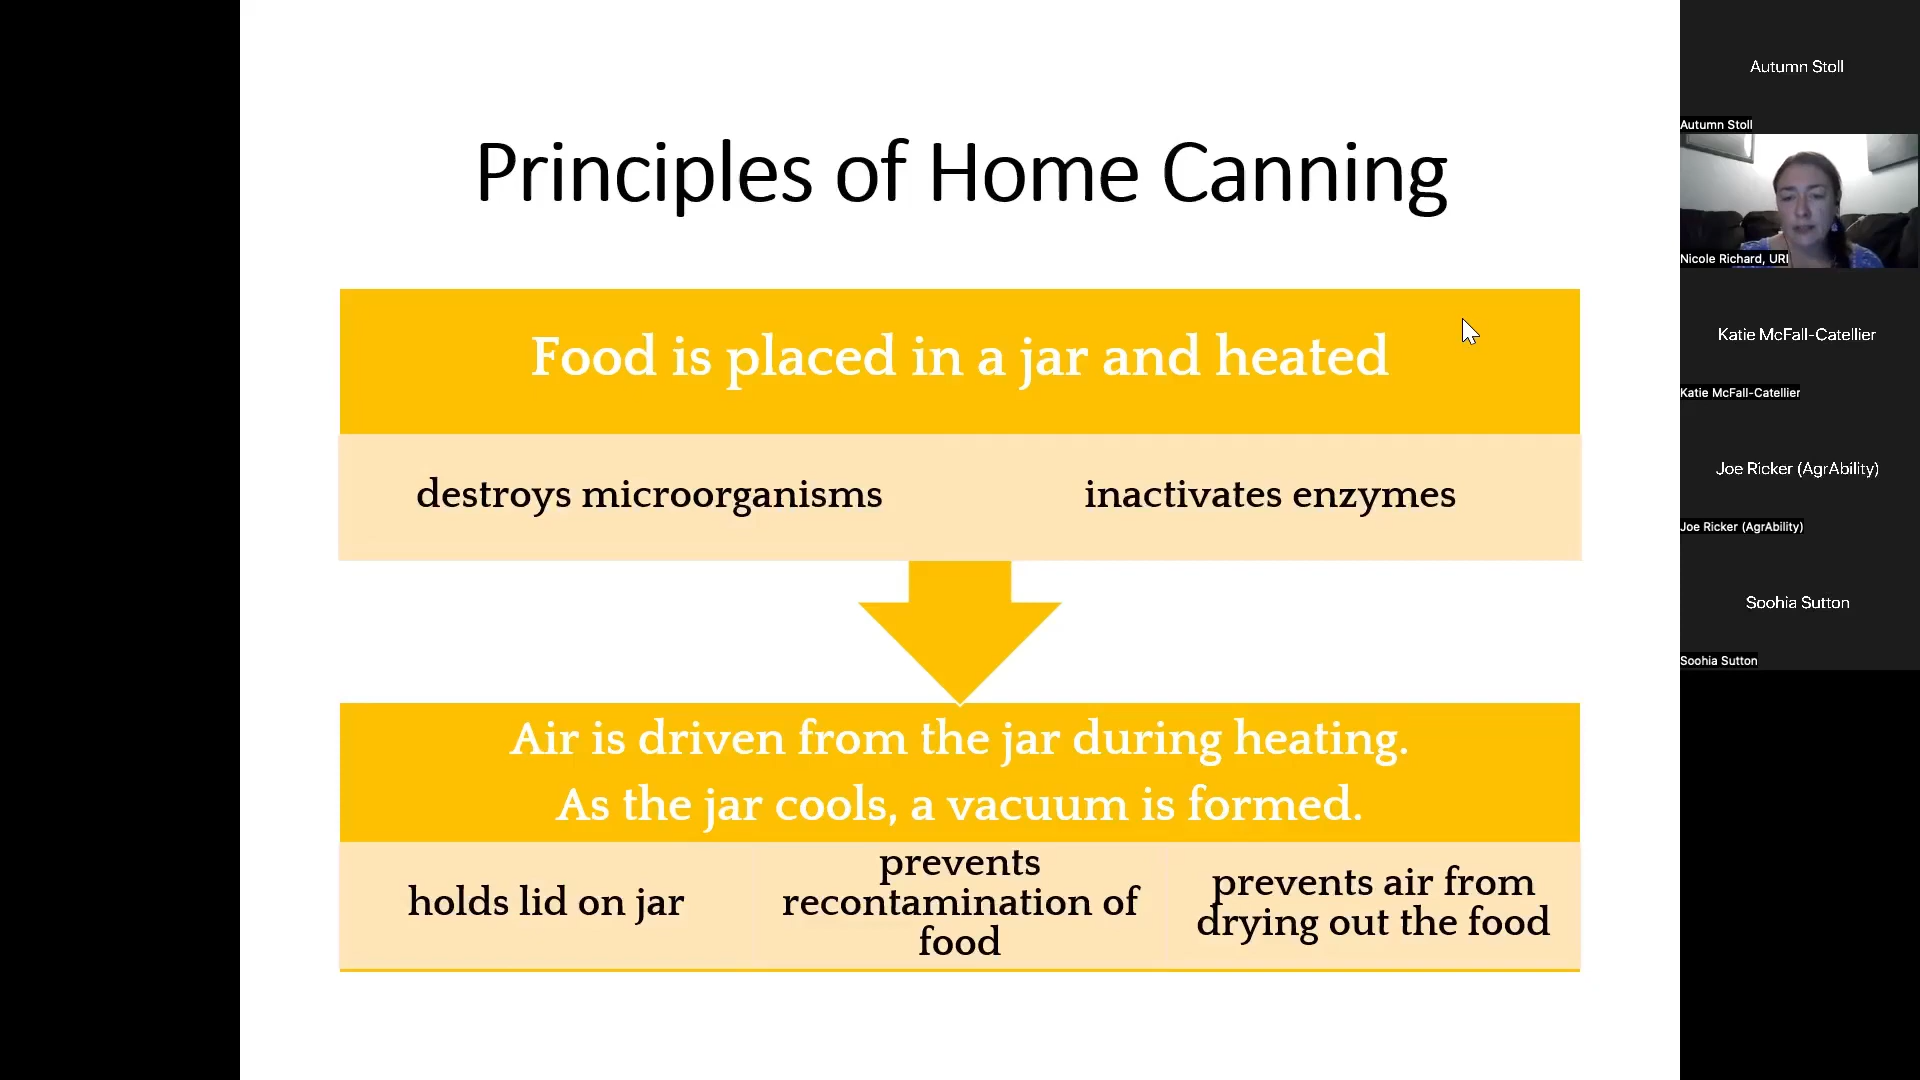 Principles of Home Canning
Food is placed in a jar and heated
destroys microorganisms
inactivates enzymes
Air is driven from the jar during heating.
As the jar cools, a vacuum is formed.
holds lid on jar
prevents
recontamination of
food
prevents air from
drying out the food
Autumn Stoll
Autumn Stoll
Nicole Richard, URI
Katie McFall-Catellier
Katie McFall-Catellier
Joe Ricker (AgrAbility)
Joe Ricker (AgrAbility)
Soohia Sutton
Soohia Sutton